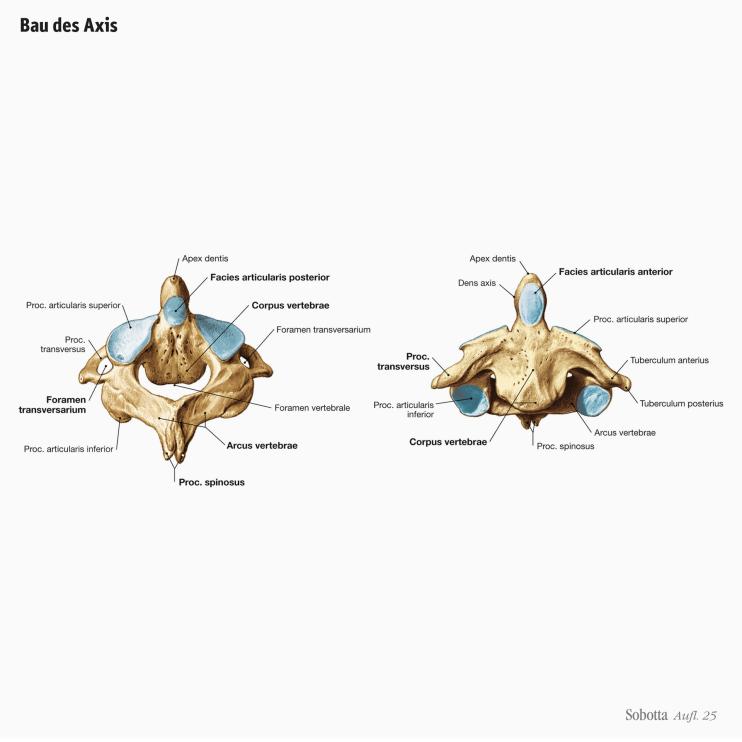 Bau des Axis
Apex dentis
Facies articularis posterior
Proc. articularis superior
Corpus vertebrae
Foramen transversarium
Proc.
transversus
Foramen
transversarium
Foramen vertebrale
Arcus vertebrae
Proc. articularis inferior
Proc. spinosus
Apex dentis
Facies articularis anterior
Dens axis
Proc. articularis superior
Proc.
transversus
Tuberculum anterius
Proc. articularis
inferior
Tuberculum posterius
Arcus vertebrae
Corpus vertebrae
Proc. spinosus
Sobotta Aufl. 25